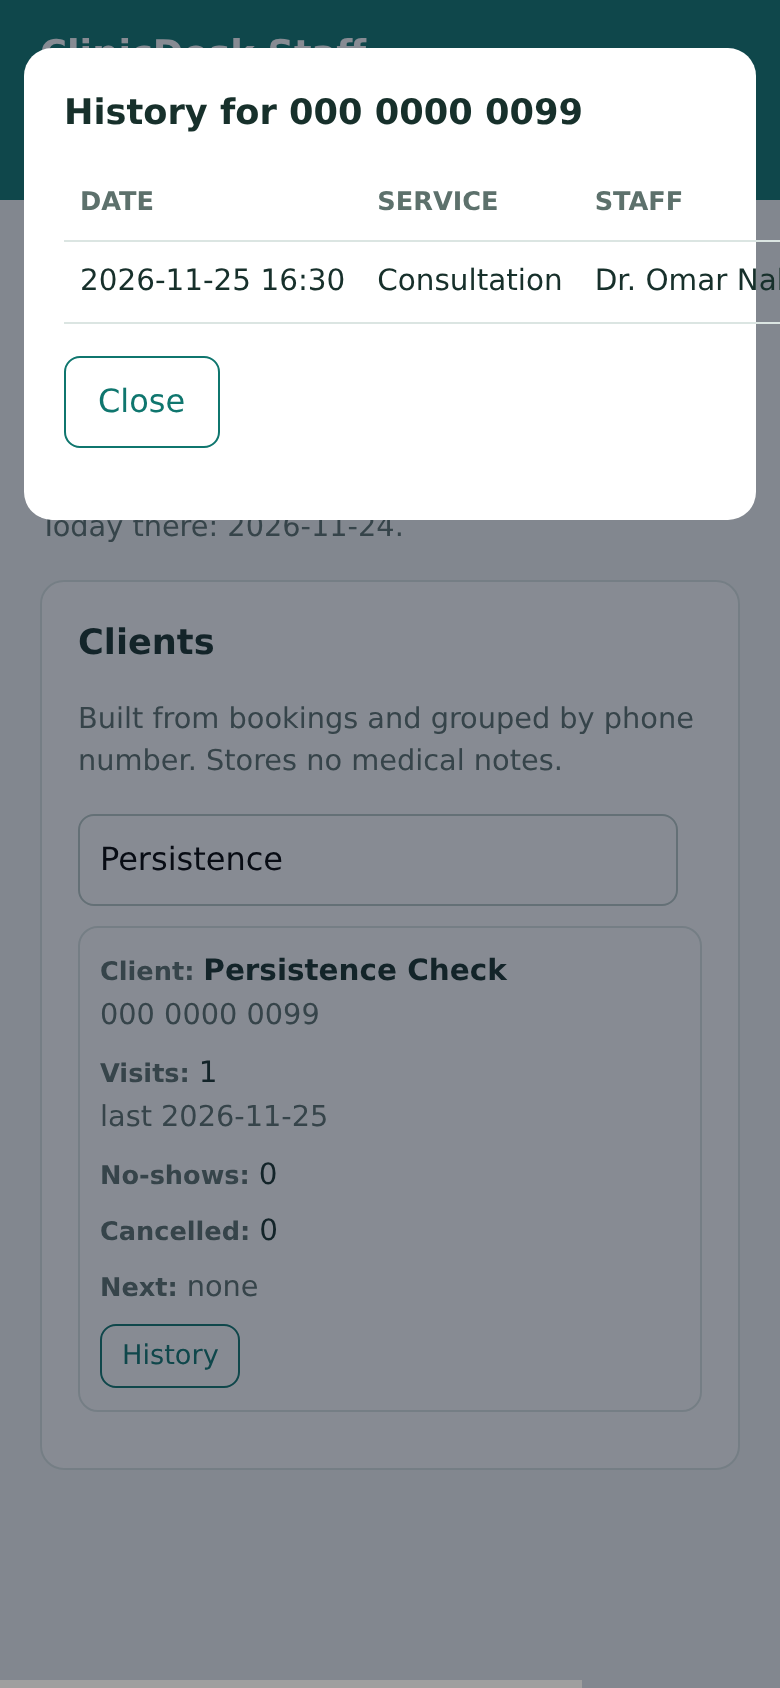 ClinicDesk Staff
History for 000 0000 0099
DATE SERVICE STAFF
2026-11-25 16:30 Consultation Dr. Omar
Close
Today there: 2026-11-24.
Clients
Built from bookings and grouped by phone
number. Stores no medical notes.
Persistence
Client: Persistence Check
000 0000 0099
Visits: 1
last 2026-11-25
No-shows: 0
Cancelled: 0
Next: none
History